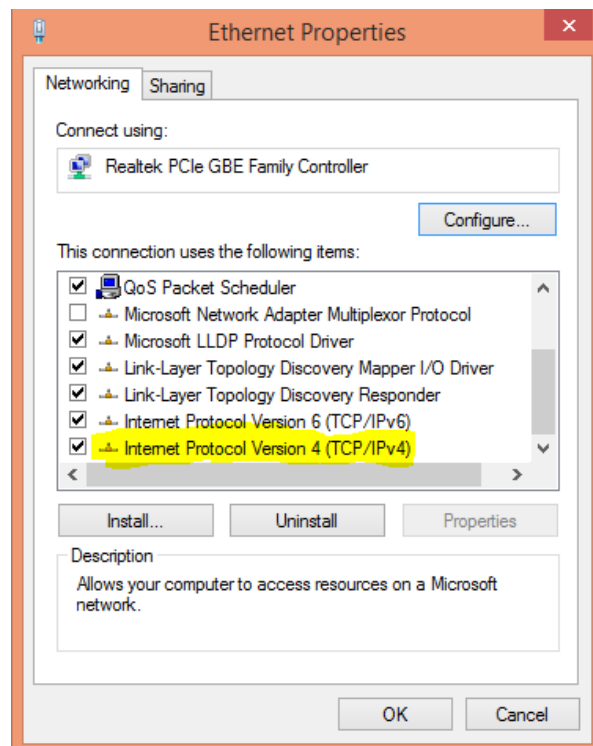 Ethernet Properties
Networking
Sharing
Connect using:
Realtek PCIe GBE Family Controller
Configure...
This connection uses the following items:
QoS Packet Scheduler
Microsoft Network Adapter Multiplexor Protocol
Microsoft LLDP Protocol Driver
Link-Layer Topology Discovery Mapper I/O Driver
Link-Layer Topology Discovery Responder
Internet Protocol Version 6 (TCP/IPv6)
Internet Protocol Version 4 (TCP/IPv4)
Install...
Uninstall
Properties
Description
Allows your computer to access resources on a Microsoft
network.
OK
Cancel